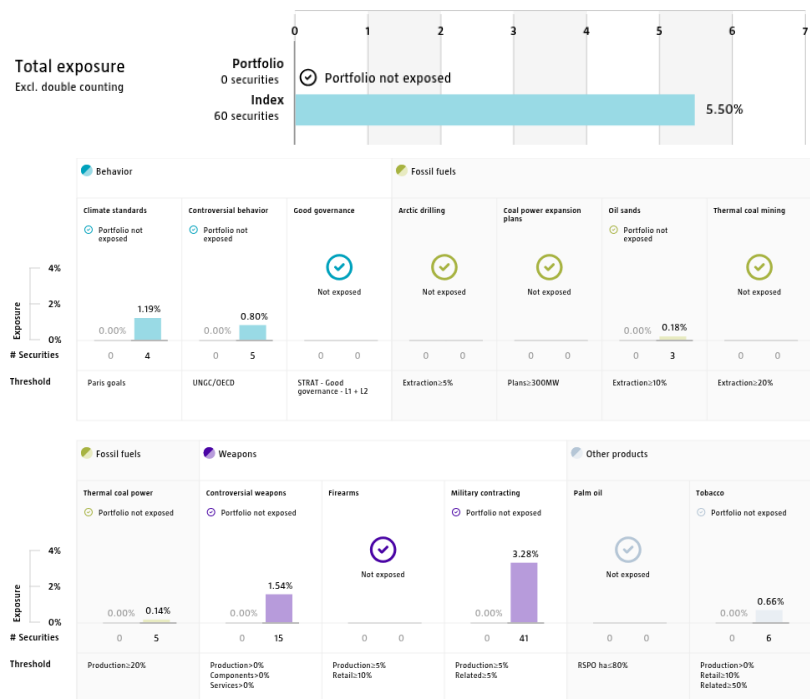 0 1 2 3 4 5 6 7
Total exposure
Excl. double counting
Portfolio
0 securities
Portfolio not exposed
Index
60 securities
5.50%
Behavior
Fossil fuels
Climate standards
Controversial behavior
Good governance
Arctic drilling
Coal power expansion
plans
Oil sands
Thermal coal mining
Portfolio not
exposed
Portfolio not
exposed
Not exposed
Not exposed
Not exposed
Portfolio not
exposed
Not exposed
Exposure
4%
2%
0%
0.00% 1.19%
0.00% 0.80%
0.00% 0.18%
# Securities 0 4 0 5 0 0 0 0 0 0 0 3 0 0
Threshold
Paris goals
UNGC/OECD
STRAT - Good
governance - L1 + L2
Extraction≥5%
Plans≥300MW
Extraction≥10%
Extraction≥20%
Fossil fuels
Weapons
Other products
Thermal coal power
Controversial weapons
Firearms
Military contracting
Palm oil
Tobacco
Portfolio not exposed
Portfolio not exposed
Not exposed
Portfolio not exposed
Not exposed
Portfolio not exposed
Exposure
4%
2%
0%
0.00% 0.14%
0.00% 1.54%
0.00% 3.28%
0.00% 0.66%
# Securities 0 5 0 15 0 0 0 41 0 0 0 6
Threshold
Production≥20%
Production>0%
Components>0%
Services>0%
Production≥5%
Retail≥10%
Production≥5%
Related≥5%
RSPO ha≤80%
Production>0%
Retail≥10%
Related≥50%